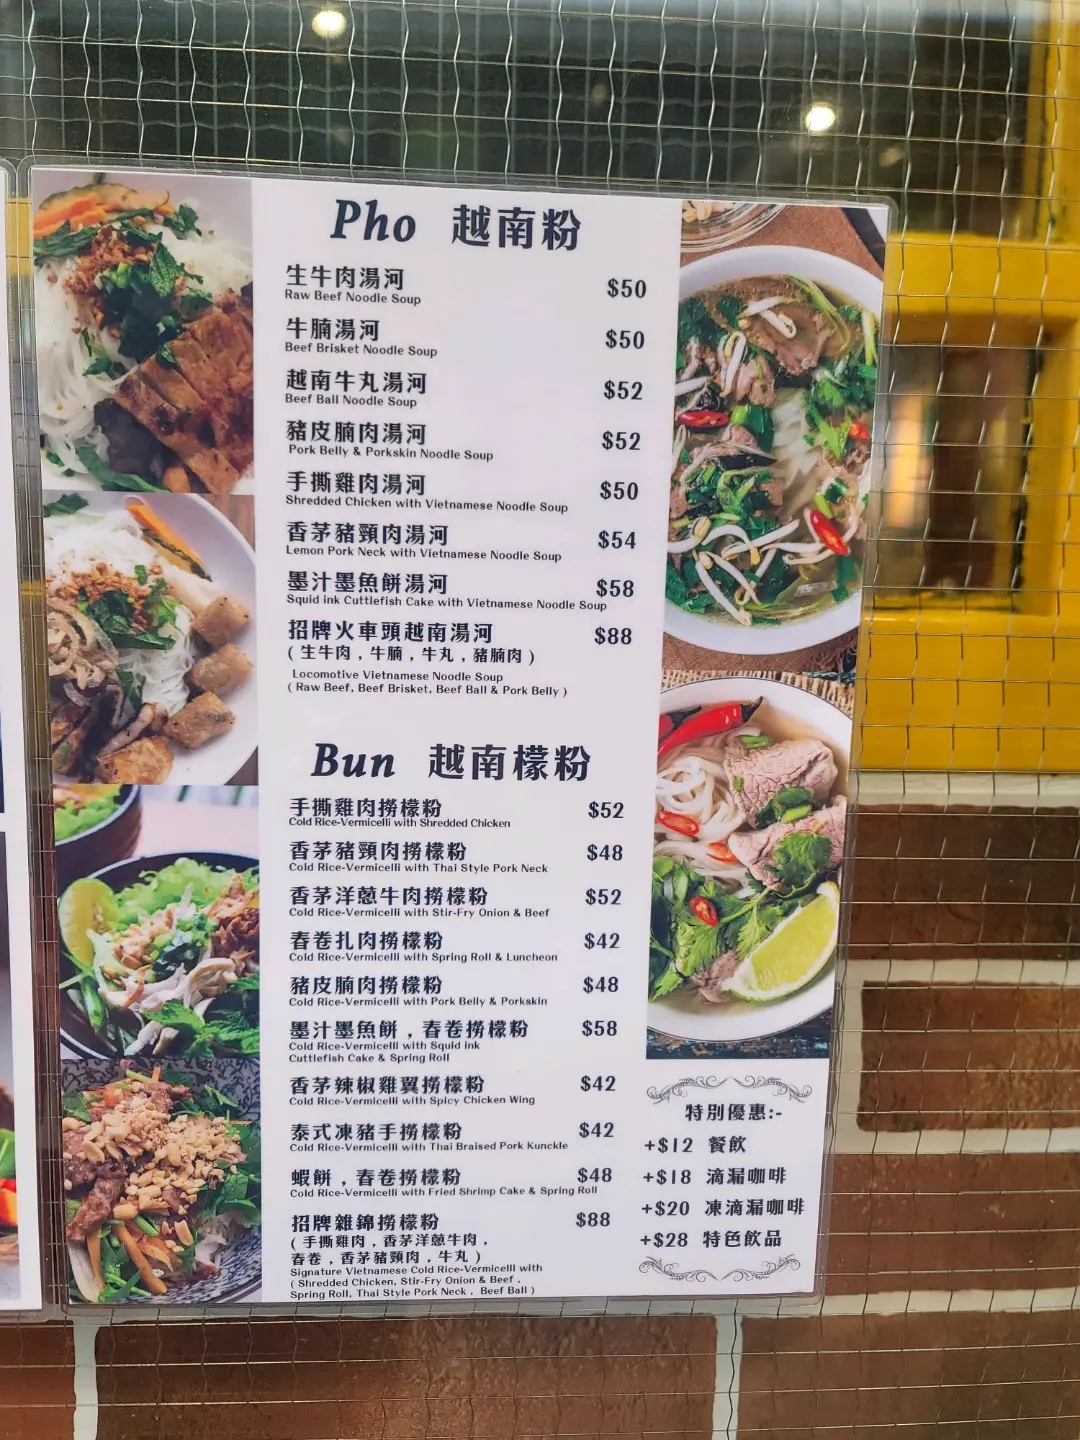 Pho 越南粉
生牛肉湯河 $50
Raw Beef Noodle Soup
牛腩湯河 $50
Beef Brisket Noodle Soup
越南牛丸湯河 $52
Beef Ball Noodle Soup
豬皮腩肉湯河 $52
Pork Belly & Porkskin Noodle Soup
手撕雞肉湯河 $50
Shredded Chicken with Vietnamese Noodle Soup
香茅豬頸肉湯河 $54
Lemon Pork Neck with Vietnamese Noodle Soup
墨汁墨魚餅湯河 $58
Squid ink Cuttlefish Cake with Vietnamese Noodle Soup
招牌火車頭越南湯河 $88
( 生牛肉 , 牛腩 , 牛丸 , 豬腩肉 )
Locomotive Vietnamese Noodle Soup
( Raw Beef, Beef Brisket, Beef Ball & Pork Belly )
Bun 越南檬粉
手撕雞肉撈檬粉 $52
Cold Rice-Vermicelli with Shredded Chicken
香茅豬頸肉撈檬粉 $48
Cold Rice-Vermicelli with Thai Style Pork Neck
香茅洋蔥牛肉撈檬粉 $52
Cold Rice-Vermicelli with Stir-Fry Onion & Beef
春卷扎肉撈檬粉 $42
Cold Rice-Vermicelli with Spring Roll & Luncheon
豬皮腩肉撈檬粉 $48
Cold Rice-Vermicelli with Pork Belly & Porkskin
墨汁墨魚餅 , 春卷撈檬粉 $58
Cold Rice-Vermicelli with Squid ink
Cuttlefish Cake & Spring Roll
香茅辣椒雞翼撈檬粉 $42
Cold Rice-Vermicelli with Spicy Chicken Wing
泰式凍豬手撈檬粉 $42
Cold Rice-Vermicelli with Thai Braised Pork Kunckle
蝦餅 , 春卷撈檬粉 $48
Cold Rice-Vermicelli with Fried Shrimp Cake & Spring Roll
招牌雜錦撈檬粉 $88
( 手撕雞肉 , 香茅洋蔥牛肉 ,
春卷 , 香茅豬頸肉 , 牛丸 )
Signature Vietnamese Cold Rice-Vermicelli with
( Shredded Chicken, Stir-Fry Onion & Beef ,
Spring Roll, Thai Style Pork Neck , Beef Ball )
特別優惠:-
+$12 餐飲
+$18 滴漏咖啡
+$20 凍滴漏咖啡
+$28 特色飲品